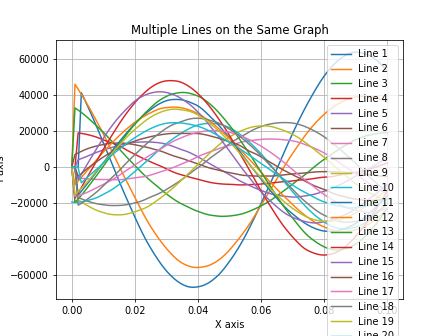 Multiple Lines on the Same Graph
60000
40000
20000
0
−20000
−40000
−60000
0.00
0.02
0.04
0.06
0.08
X axis
Line 1
Line 2
Line 3
Line 4
Line 5
Line 6
Line 7
Line 8
Line 9
Line 10
Line 11
Line 12
Line 13
Line 14
Line 15
Line 16
Line 17
Line 18
Line 19
Line 20